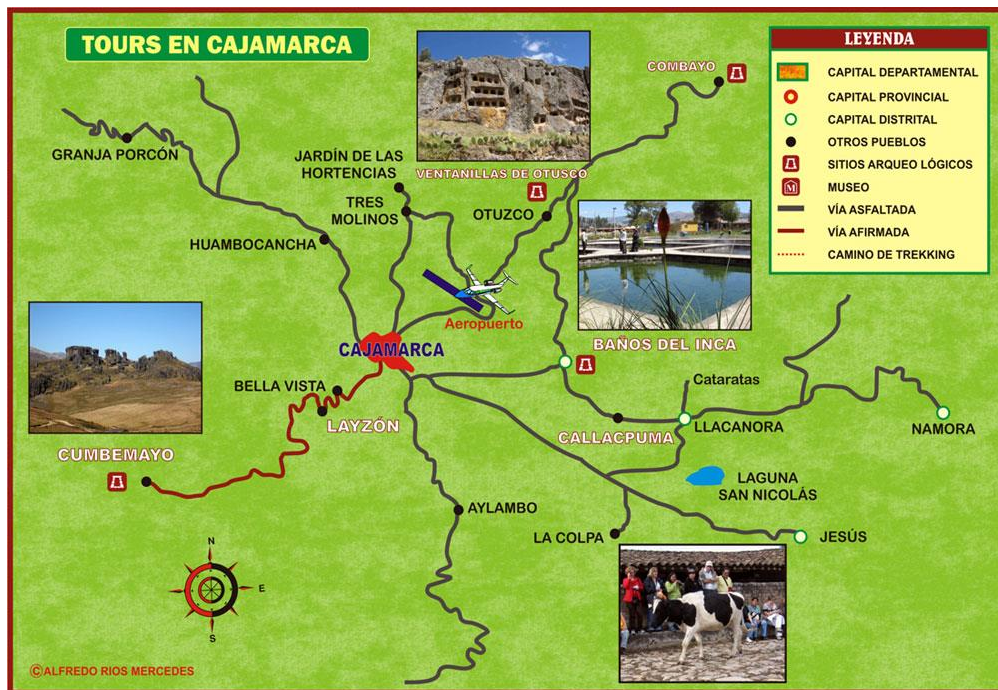 TOURS EN CAJAMARCA
LEYENDA
CAPITAL DEPARTAMENTAL
CAPITAL PROVINCIAL
CAPITAL DISTRITAL
OTROS PUEBLOS
SITIOS ARQUEO LÓGICOS
M
MUSEO
VÍA ASFALTADA
VÍA AFIRMADA
CAMINO DE TREKKING
COMBAYO
GRANJA PORCÓN
JARDÍN DE LAS
HORTENCIAS
VENTANILLAS DE OTUSCO
TRES
MOLINOS
OTUZCO
HUAMBOCANCHA
Aeropuerto
CAJAMARCA
BAÑOS DEL INCA
BELLA VISTA
Cataratas
LAYZÓN
CALLACPUMA
LLACANORA
NAMORA
CUMBEMAYO
LAGUNA
SAN NICOLÁS
AYLAMBO
LA COLPA
JESÚS
N
E
S
© ALFREDO RIOS MERCEDES